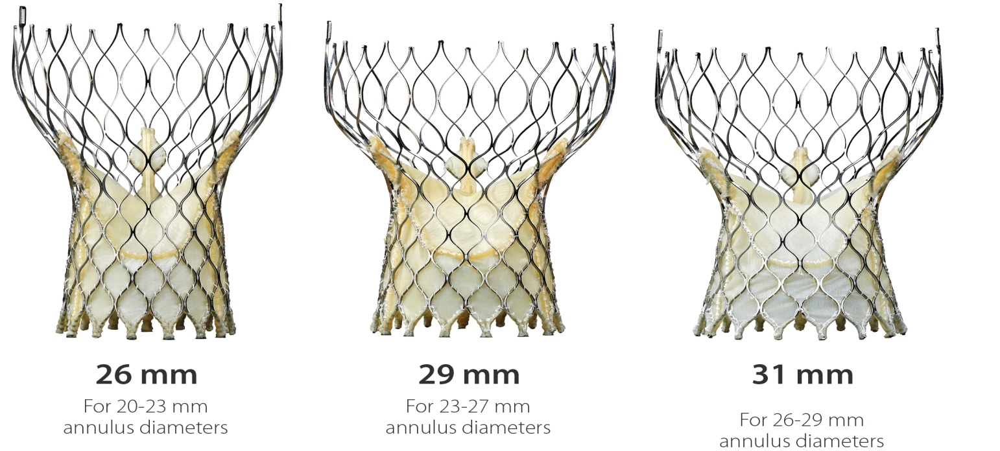 26 mm
For 20-23 mm
annulus diameters
29 mm
For 23-27 mm
annulus diameters
31 mm
For 26-29 mm
annulus diameters